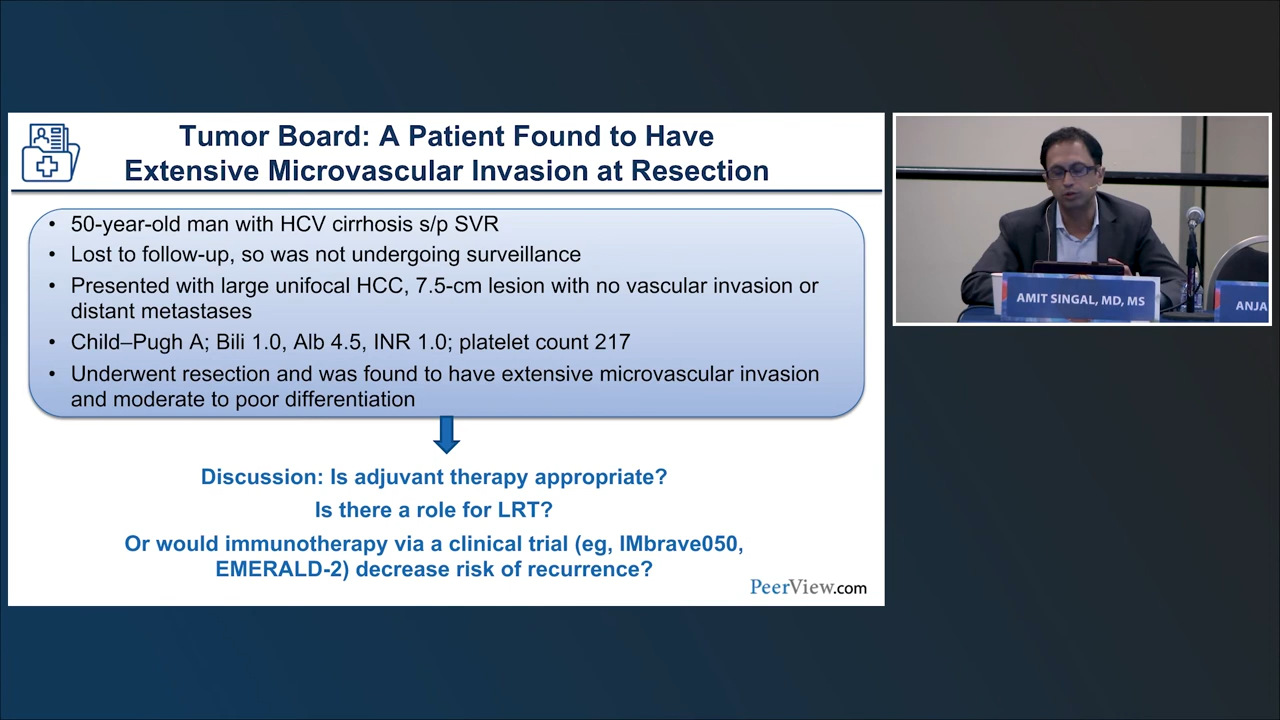 Tumor Board: A Patient Found to Have
Extensive Microvascular Invasion at Resection
• 50-year-old man with HCV cirrhosis s/p SVR
• Lost to follow-up, so was not undergoing surveillance
• Presented with large unifocal HCC, 7.5-cm lesion with no vascular invasion or
distant metastases
• Child–Pugh A; Bili 1.0, Alb 4.5, INR 1.0; platelet count 217
• Underwent resection and was found to have extensive microvascular invasion
and moderate to poor differentiation
Discussion: Is adjuvant therapy appropriate?
Is there a role for LRT?
Or would immunotherapy via a clinical trial (eg, IMbrave050,
EMERALD-2) decrease risk of recurrence?
PeerView.com
AMIT SINGAL, MD, MS
ANJA